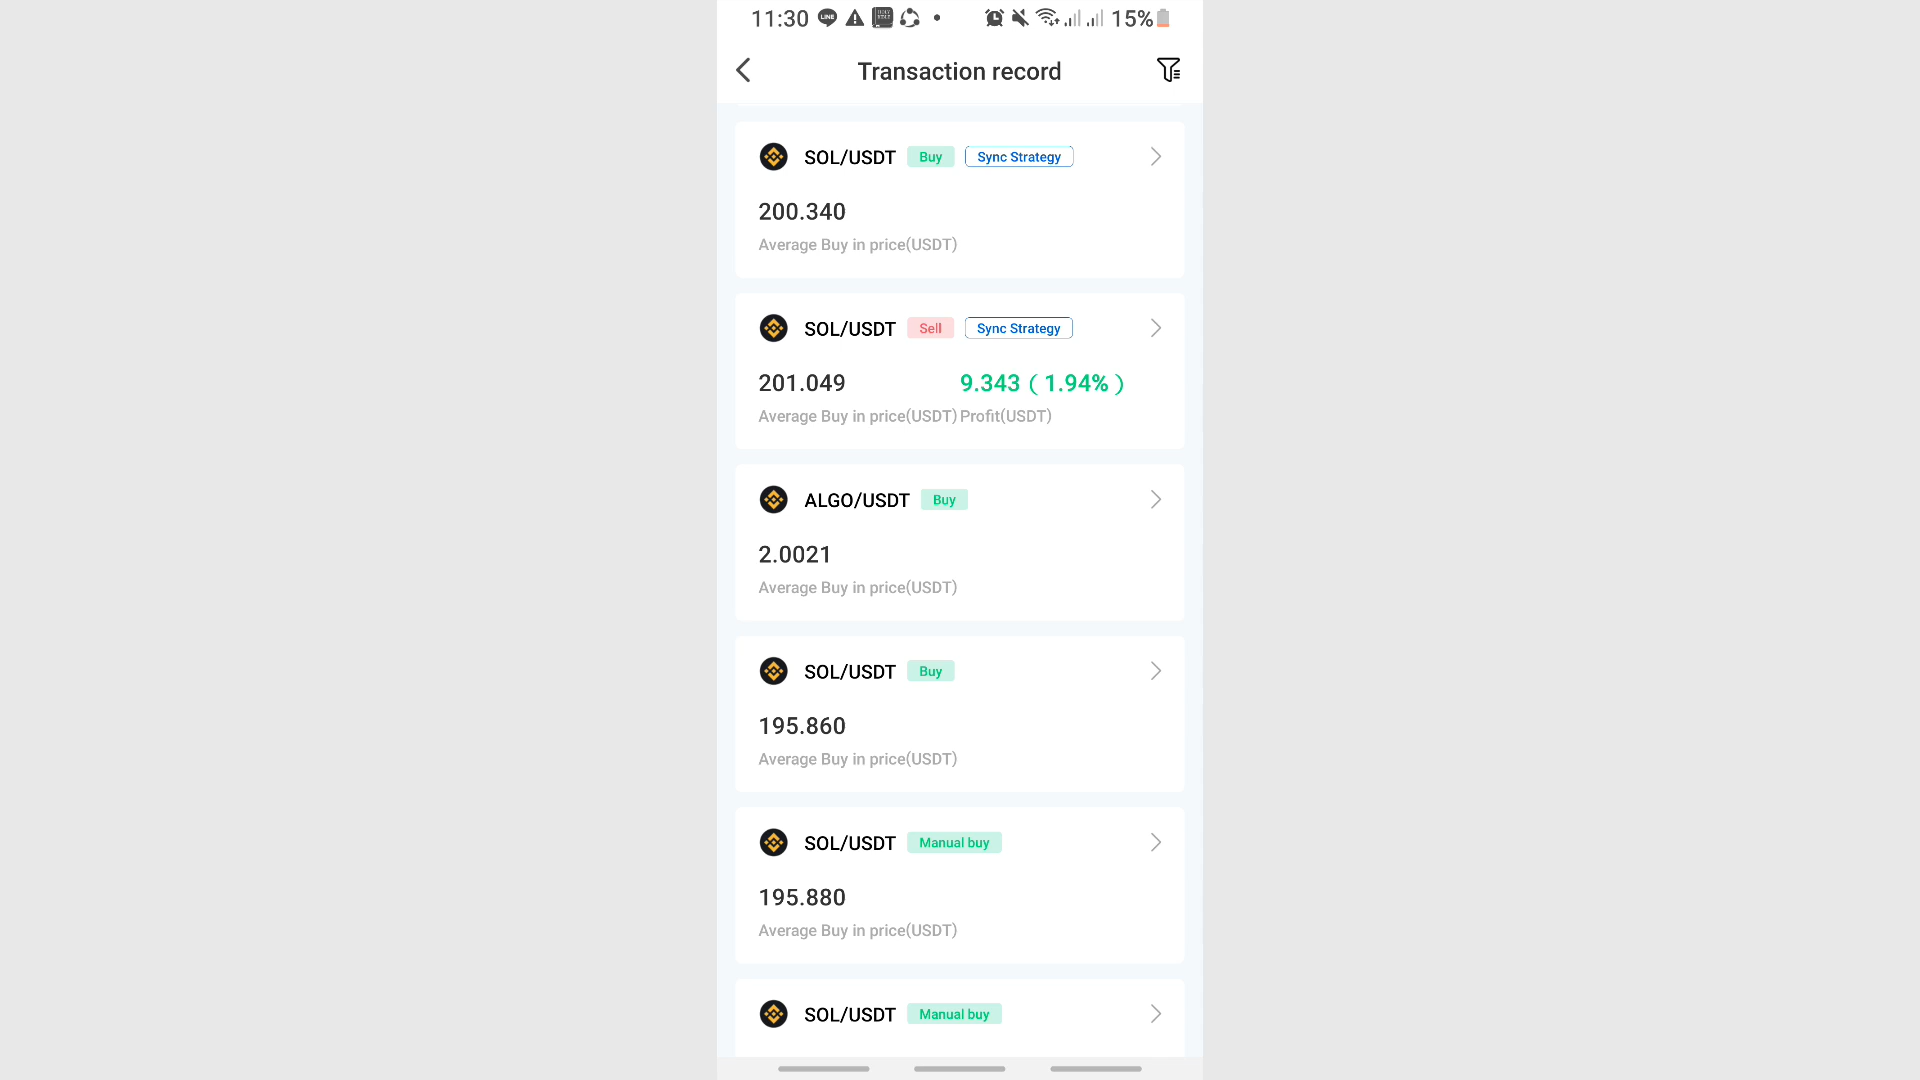 11:30 LINE 15%
Transaction record
SOL/USDT Buy Sync Strategy
200.340
Average Buy in price(USDT)
SOL/USDT Sell Sync Strategy
201.049 9.343 ( 1.94% )
Average Buy in price(USDT) Profit(USDT)
ALGO/USDT Buy
2.0021
Average Buy in price(USDT)
SOL/USDT Buy
195.860
Average Buy in price(USDT)
SOL/USDT Manual buy
195.880
Average Buy in price(USDT)
SOL/USDT Manual buy